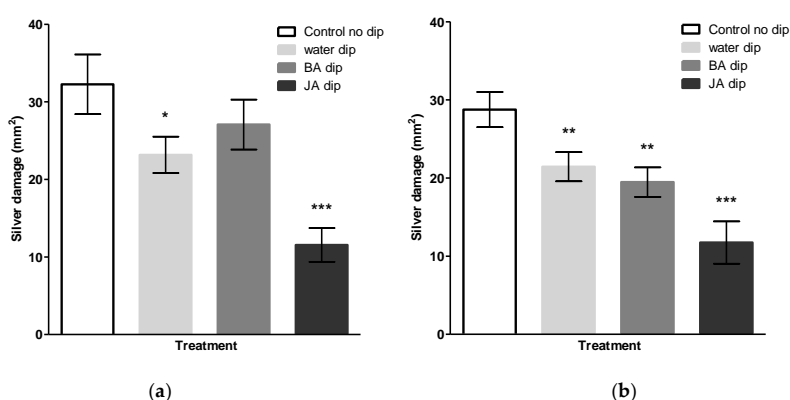 40
30
20
10
0
Silver damage (mm²)
Control no dip
water dip
BA dip
JA dip
*
***
Treatment
(a)
40
30
20
10
0
Silver damage (mm²)
Control no dip
water dip
BA dip
JA dip
**
**
***
Treatment
(b)